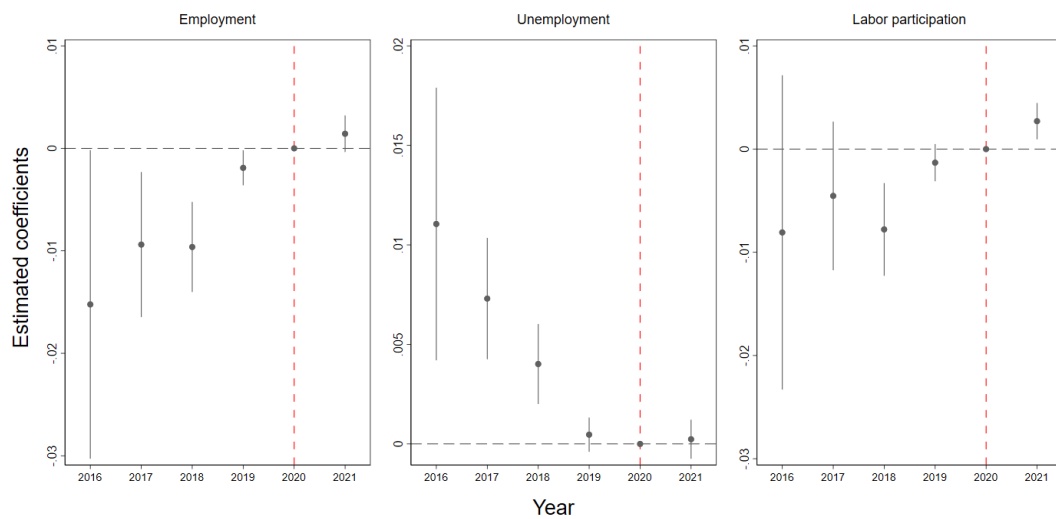 Employment
Unemployment
Labor participation
Estimated coefficients
.01
0
-.01
-.02
-.03
2016 2017 2018 2019 2020 2021
.02
.015
.01
.005
0
2016 2017 2018 2019 2020 2021
.01
0
-.01
-.02
-.03
2016 2017 2018 2019 2020 2021
Year